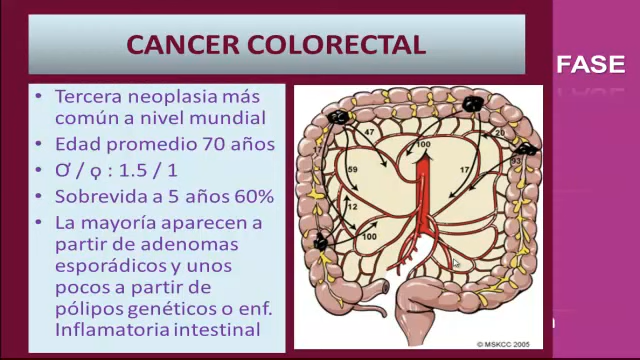 CANCER COLORECTAL
FASE
• Tercera neoplasia más
común a nivel mundial
• Edad promedio 70 años
• Ơ / ƍ : 1.5 / 1
• Sobrevida a 5 años 60%
• La mayoría aparecen a
partir de adenomas
esporádicos y unos
pocos a partir de
pólipos genéticos o enf.
Inflamatoria intestinal
47
100
20
17
93
59
17
12
100
© MSKCC 2005